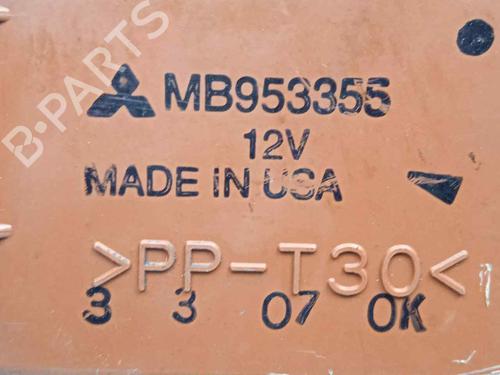 B-PARTS
MB953355
12V
MADE IN USA
>PP-T30<
3 3 07 0K